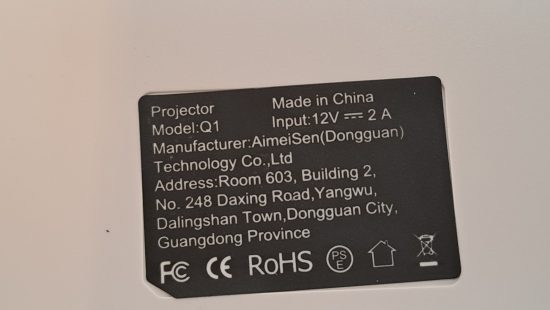 Projector Made in China
Model:Q1 Input:12V ⎓ 2 A
Manufacturer:AimeiSen(Dongguan)
Technology Co.,Ltd
Address:Room 603, Building 2,
No. 248 Daxing Road,Yangwu,
Dalingshan Town,Dongguan City,
Guangdong Province
FC CE RoHS PSE